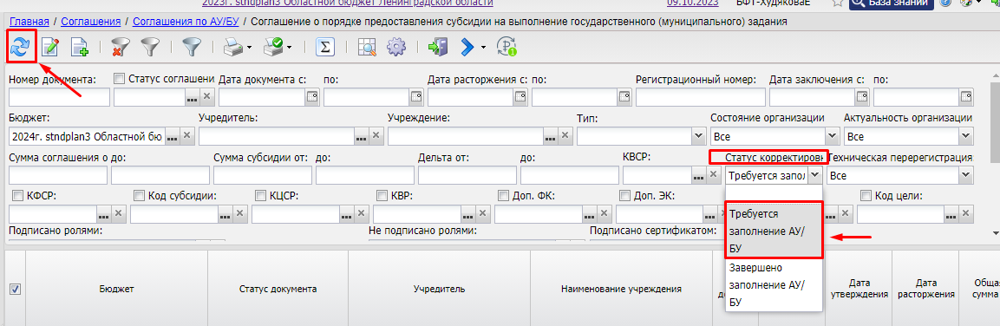 2023г. stndplan3 Областной бюджет Ленинградской области 09.10.2023 БФТ-ХудяковаЕ База знаний
Главная / Соглашения / Соглашения по АУ/БУ / Соглашение о порядке предоставления субсидии на выполнение государственного (муниципального) задания
Номер документа: Статус соглашени Дата документа с: по: Дата расторжения с: по: Регистрационный номер: Дата заключения с: по:
Бюджет: Учредитель: Учреждение: Тип: Состояние организации Актуальность организации
2024г. stndplan3 Областной бю ... ... ... Все Все
Сумма соглашения о до: Сумма субсидии от: до: Дельта от: до: КВСР: Статус корректировк Техническая перерегистрация
... Требуется запол Все
КФСР: Код субсидии: КЦСР: КВР: Доп. ФК: Доп. ЭК: Код цели:
Требуется
заполнение АУ/
БУ
Подписано ролями: Не подписано ролями: Подписано сертификатом:
Завершено
заполнение АУ/
БУ
Бюджет Статус документа Учредитель Наименование учреждения Дата утверждения Дата расторжения Обща сумма